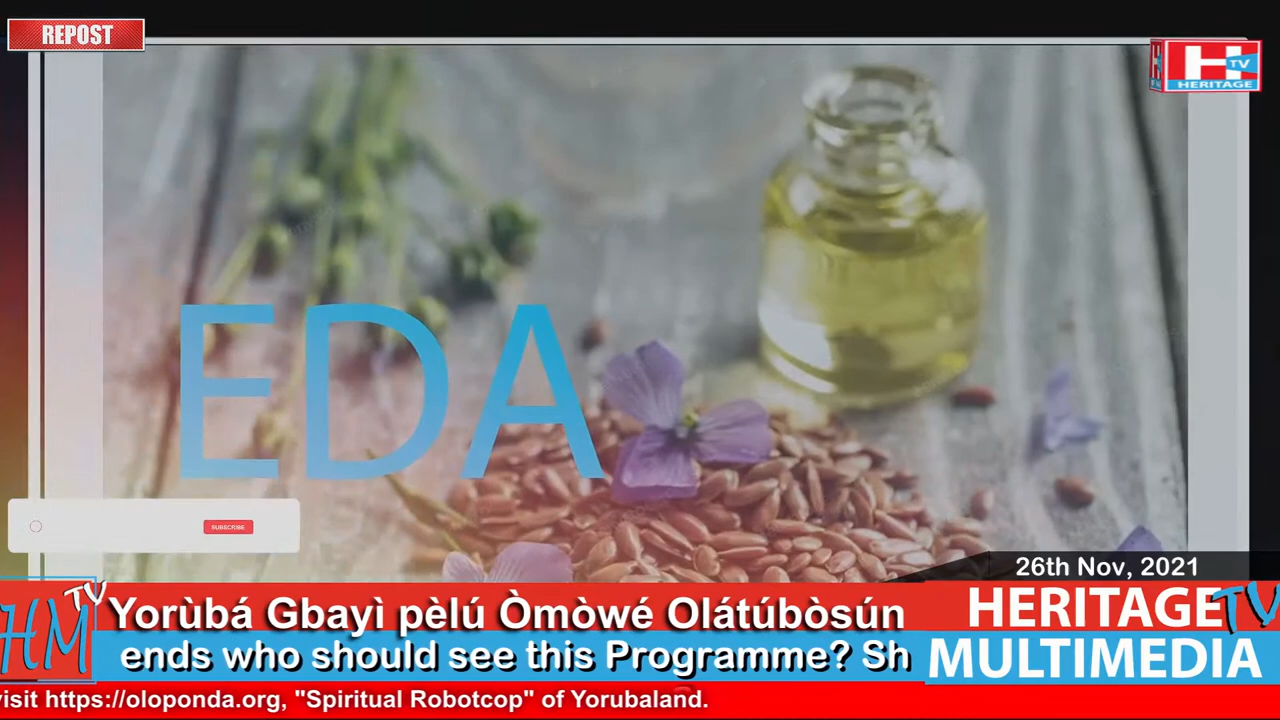 REPOST
H TV
HERITAGE
EDA
SUBSCRIBE
26th Nov, 2021
HM TV
Yorùbá Gbayì pèlú Òmòwé Olátúbòsún
ends who should see this Programme? Sh
HERITAGE TV
MULTIMEDIA
visit https://oloponda.org, "Spiritual Robotcop" of Yorubaland.